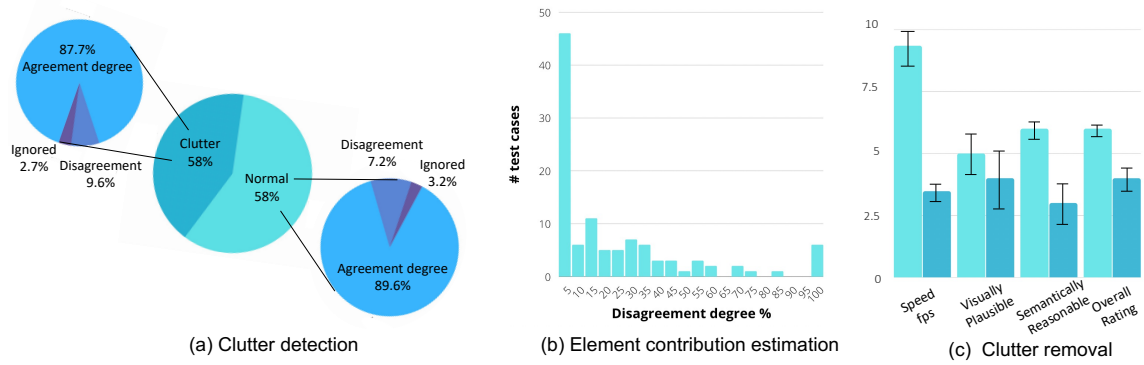 87.7%
Agreement degree
Ignored
2.7%
Disagreement
9.6%
Clutter
58%
Normal
58%
Disagreement
7.2%
Ignored
3.2%
Agreement degree
89.6%
(a) Clutter detection
# test cases
50
40
30
20
10
0
5 10 15 20 25 30 35 40 45 50 55 60 65 70 75 80 85 90 95 100
Disagreement degree %
(b) Element contribution estimation
10
7.5
5
2.5
0
Speed
fps
Visually
Plausible
Semantically
Reasonable
Overall
Rating
(c) Clutter removal